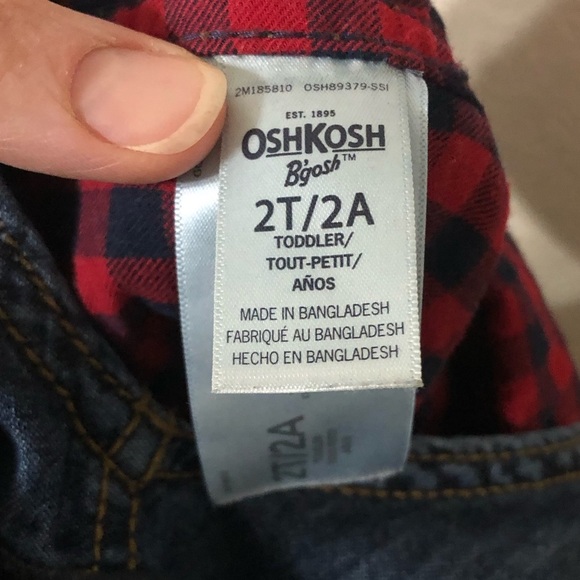 2M185810 OSH89379-SSI
EST. 1895
OSHKOSH
B'gosh™
2T/2A
TODDLER/
TOUT-PETIT/
AÑOS
MADE IN BANGLADESH
FABRIQUÉ AU BANGLADESH
HECHO EN BANGLADESH
2T/2A